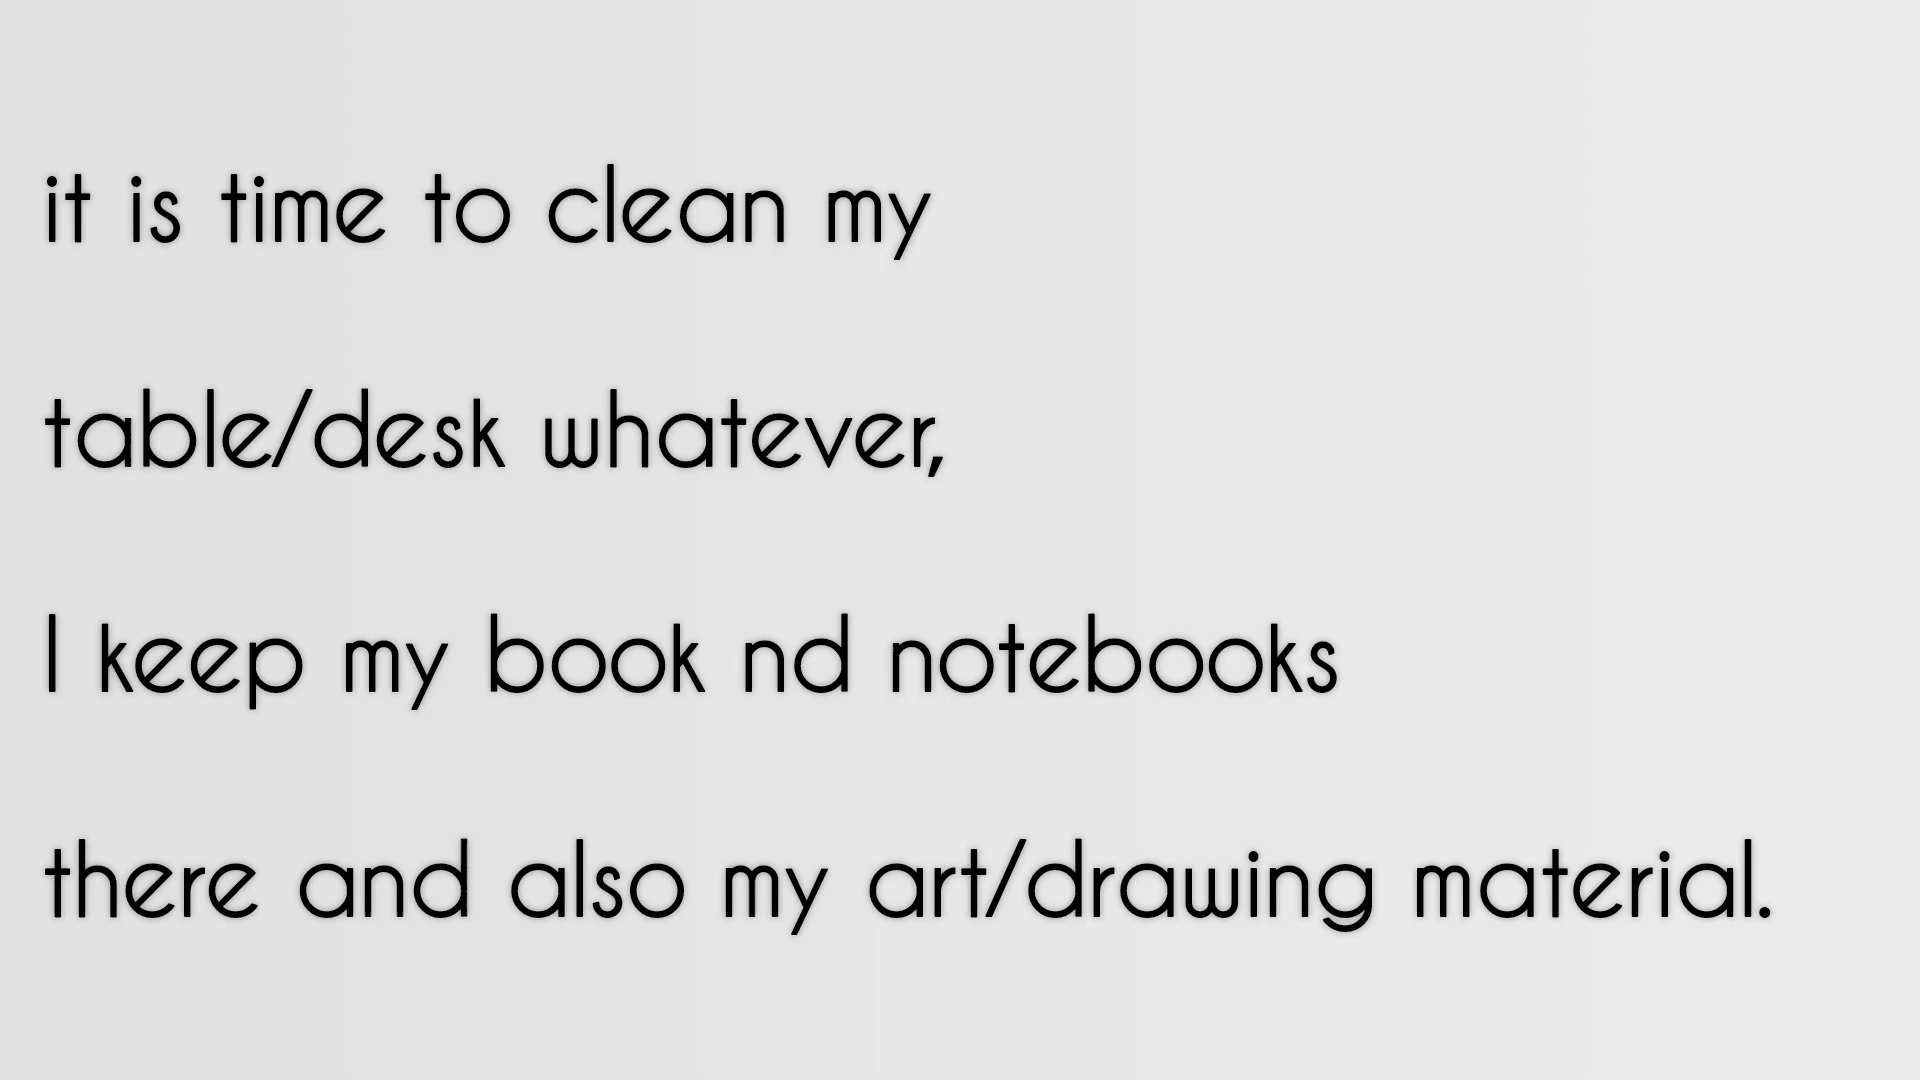 it is time to clean my
table/desk whatever,
I keep my book nd notebooks
there and also my art/drawing material.